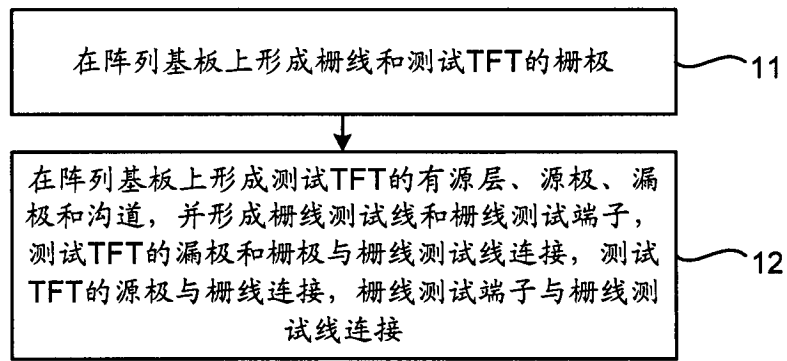 在阵列基板上形成栅线和测试TFT的栅极
11
在阵列基板上形成测试TFT的有源层、源极、漏
极和沟道，并形成栅线测试线和栅线测试端子，
测试TFT的漏极和栅极与栅线测试线连接，测试
TFT的源极与栅线连接，栅线测试端子与栅线测
试线连接
12